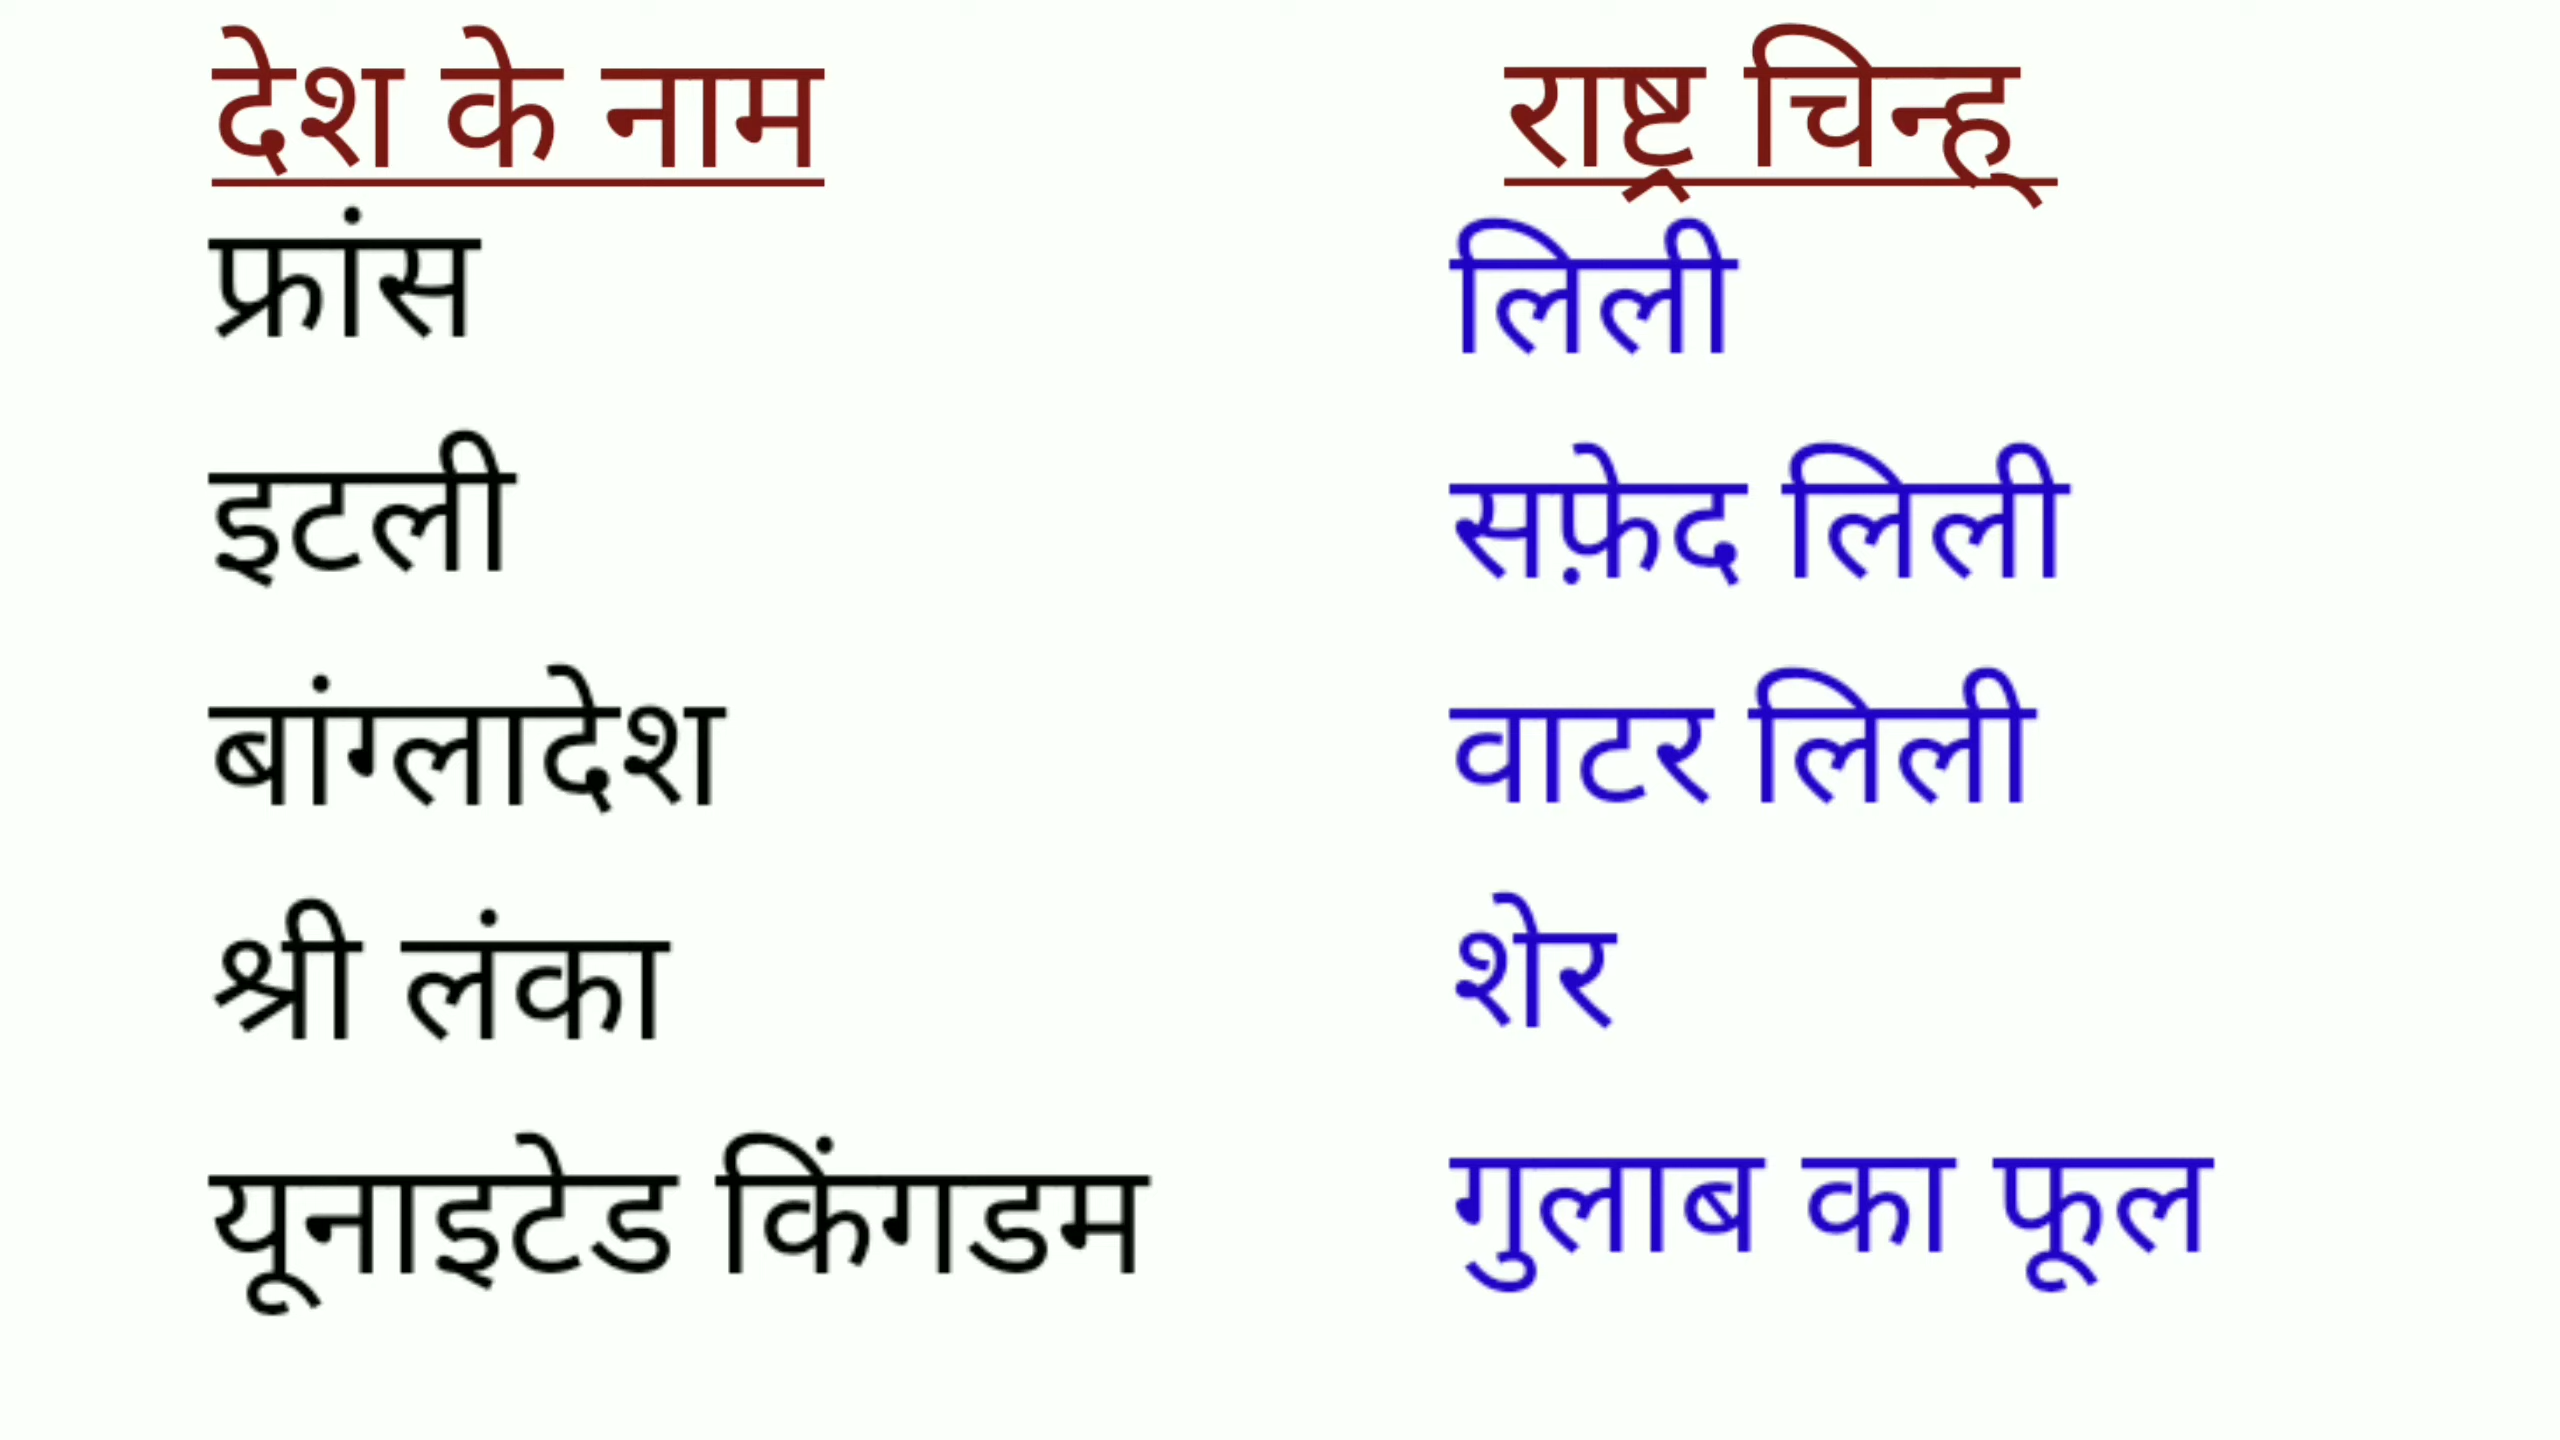 देश के नाम राष्ट्र चिन्ह्
फ्रांस लिली
इटली सफ़ेद लिली
बांग्लादेश वाटर लिली
श्री लंका शेर
यूनाइटेड किंगडम गुलाब का फूल